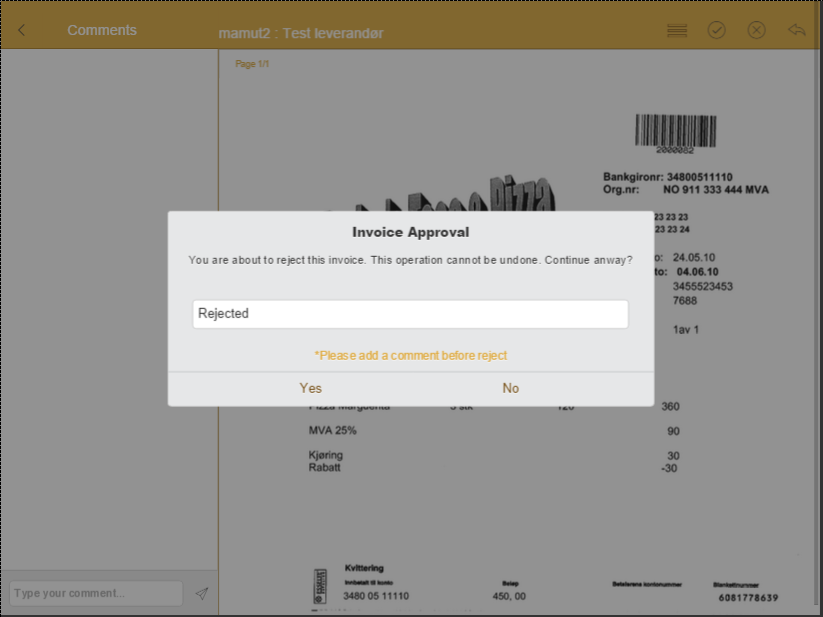 Comments
mamut2 : Test leverandør
Page 1/1
2000082
Bankgironr: 34800511110
Org.nr: NO 911 333 444 MVA
Pizza
23 23 23
23 23 24
24.05.10
to: 04.06.10
3455523453
7688
1av 1
Invoice Approval
You are about to reject this invoice. This operation cannot be undone. Continue anway?
Rejected
*Please add a comment before reject
Yes No
Pizza Marguerita 3 stk 120 360
MVA 25% 90
Kjøring 30
Rabatt -30
Kvittering
Innbetalt til konto Beløp Betalerens kontonummer Blankettnummer
3480 05 11110 450, 00 6081778639
Type your comment...